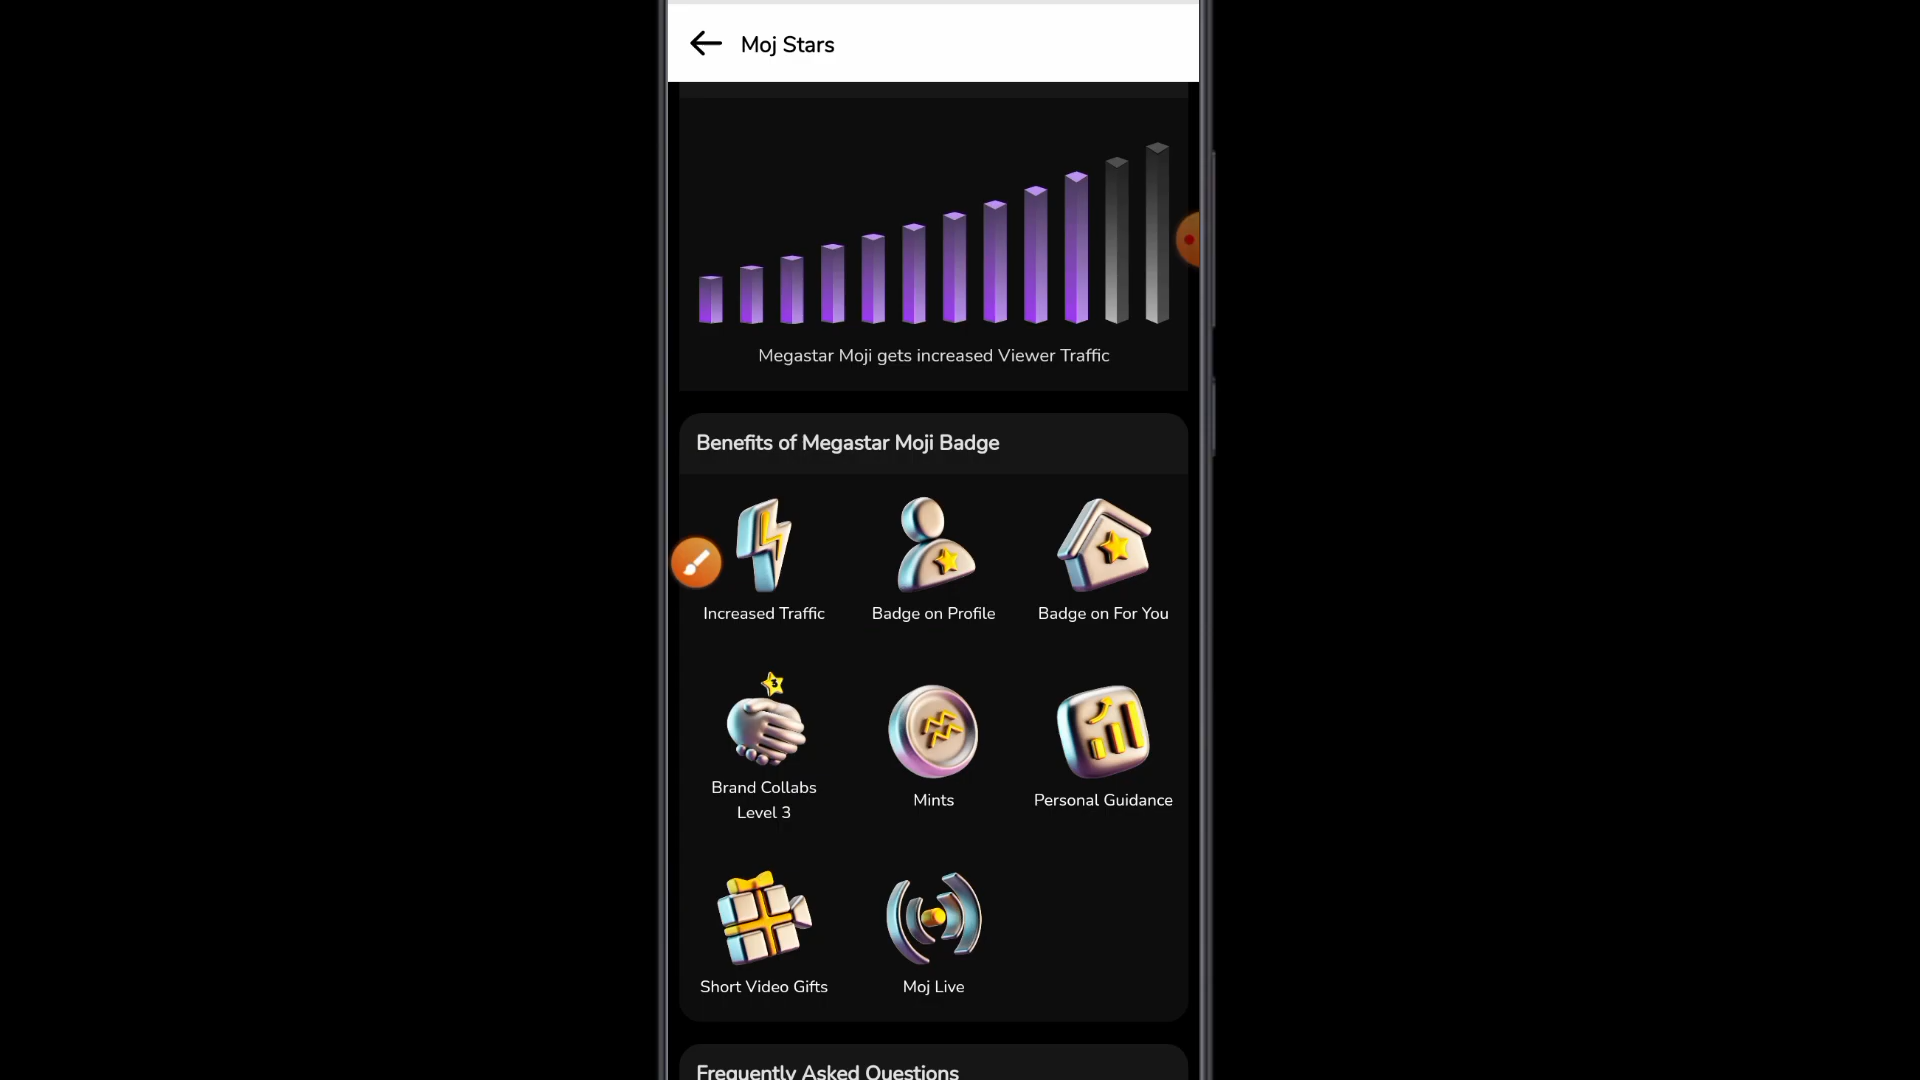 Moj Stars
Megastar Moji gets increased Viewer Traffic
Benefits of Megastar Moji Badge
Increased Traffic
Badge on Profile
Badge on For You
3
Brand Collabs
Level 3
Mints
Personal Guidance
Short Video Gifts
Moj Live
Frequently Asked Questions